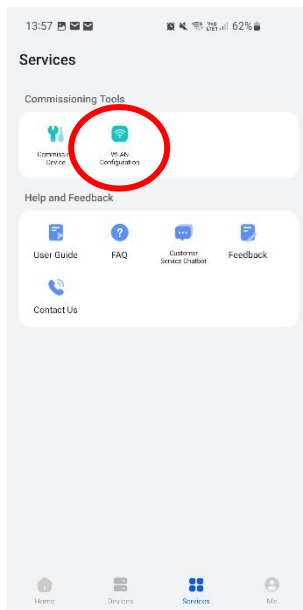 13:57 62%
Services
Commissioning Tools
WLAN
Device Configuration
Help and Feedback
User Guide FAQ Customer Service Chatbot Feedback
Contact Us
Home Devices Services Me